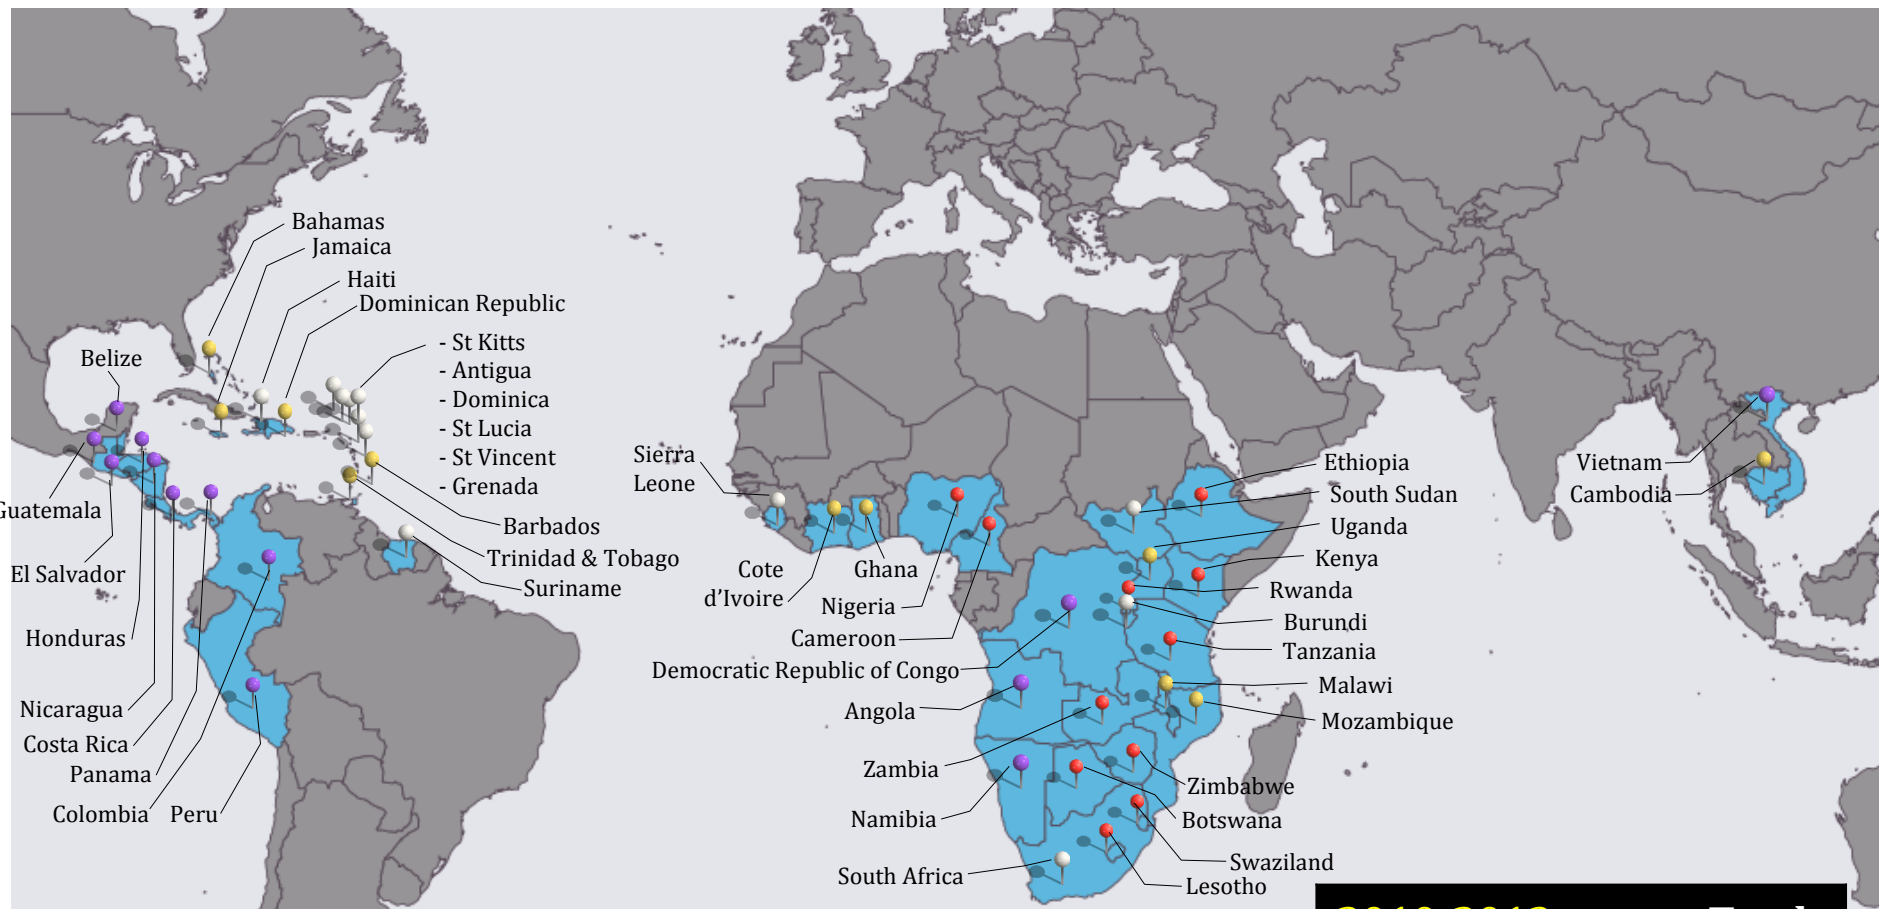 Bahamas
Jamaica
Haiti
Dominican Republic
- St Kitts
- Antigua
- Dominica
- St Lucia
- St Vincent
- Grenada
Belize
Guatemala
El Salvador
Honduras
Nicaragua
Costa Rica
Panama
Colombia
Peru
Barbados
Trinidad & Tobago
Suriname
Sierra
Leone
Cote
d'Ivoire
Ghana
Nigeria
Cameroon
Democratic Republic of Congo
Angola
Zambia
Namibia
South Africa
Ethiopia
South Sudan
Uganda
Kenya
Rwanda
Burundi
Tanzania
Malawi
Mozambique
Zimbabwe
Botswana
Swaziland
Lesotho
Vietnam
Cambodia